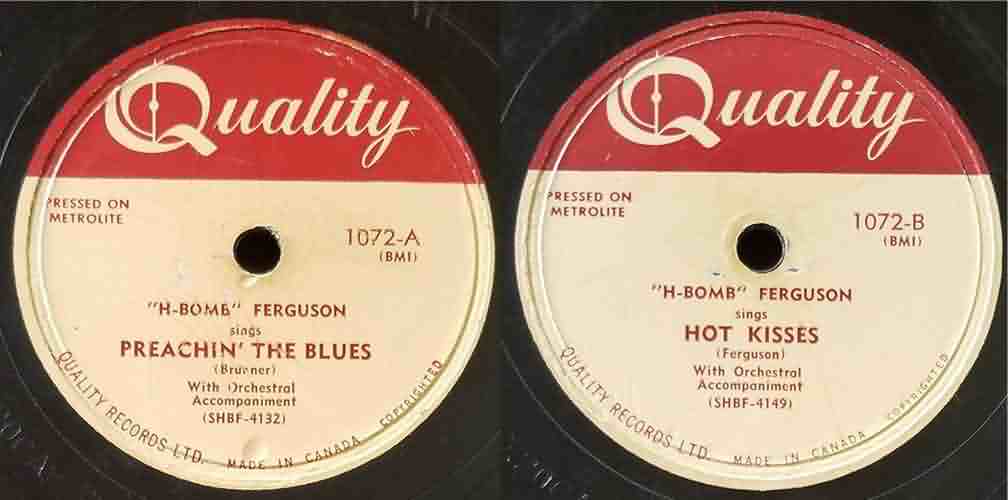 Quality
PRESSED ON
METROLITE
1072-A
(BMI)
"H-BOMB" FERGUSON
sings
PREACHIN' THE BLUES
(Brunner)
With Orchestral
Accompaniment
(SHBF-4132)
QUALITY RECORDS LTD. MADE IN CANADA COPYRIGHTED
Quality
PRESSED ON
METROLITE
1072-B
(BMI)
"H-BOMB" FERGUSON
sings
HOT KISSES
(Ferguson)
With Orchestral
Accompaniment
(SHBF-4149)
QUALITY RECORDS LTD. MADE IN CANADA COPYRIGHTED